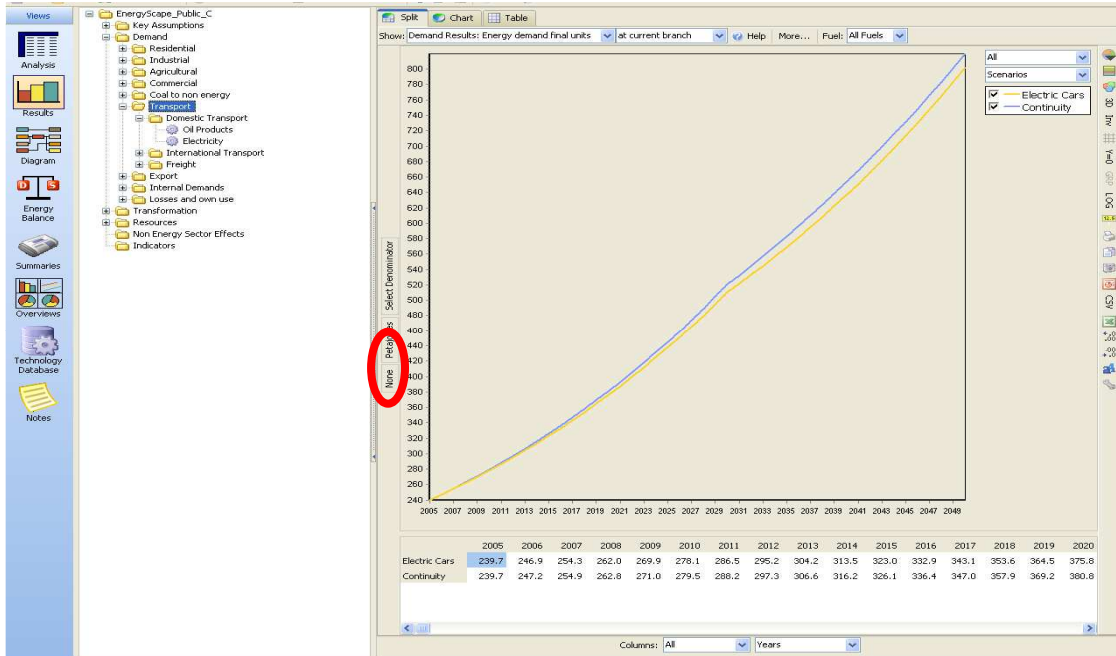 Views
Analysis
Results
Diagram
D S
Energy
Balance
Summaries
Overviews
Technology
Database
Notes
EnergyScape_Public_C
Key Assumptions
Demand
Residential
Industrial
Agricultural
Commercial
Coal to non energy
Transport
Domestic Transport
Oil Products
Electricity
International Transport
Freight
Export
Internal Demands
Losses and own use
Transformation
Resources
Non Energy Sector Effects
Indicators
Split Chart Table
Show: Demand Results: Energy demand final units at current branch Help More... Fuel: All Fuels
Select Denominator
None
800
780
760
740
720
700
680
660
640
620
600
580
560
540
520
500
480
460
440
420
400
380
360
340
320
300
280
260
240
2005 2007 2009 2011 2013 2015 2017 2019 2021 2023 2025 2027 2029 2031 2033 2035 2037 2039 2041 2043 2045 2047 2049
All
Scenarios
Electric Cars
Continuity
3D
Inv
Y=0
GAP
LOG
CSV
2005 2006 2007 2008 2009 2010 2011 2012 2013 2014 2015 2016 2017 2018 2019 2020
Electric Cars 239.7 246.9 254.3 262.0 269.9 278.1 286.5 295.2 304.2 313.5 323.0 332.9 343.1 353.6 364.5 375.8
Continuity 239.7 247.2 254.9 262.8 271.0 279.5 288.2 297.3 306.6 316.2 326.1 336.4 347.0 357.9 369.2 380.8
Columns: All Years